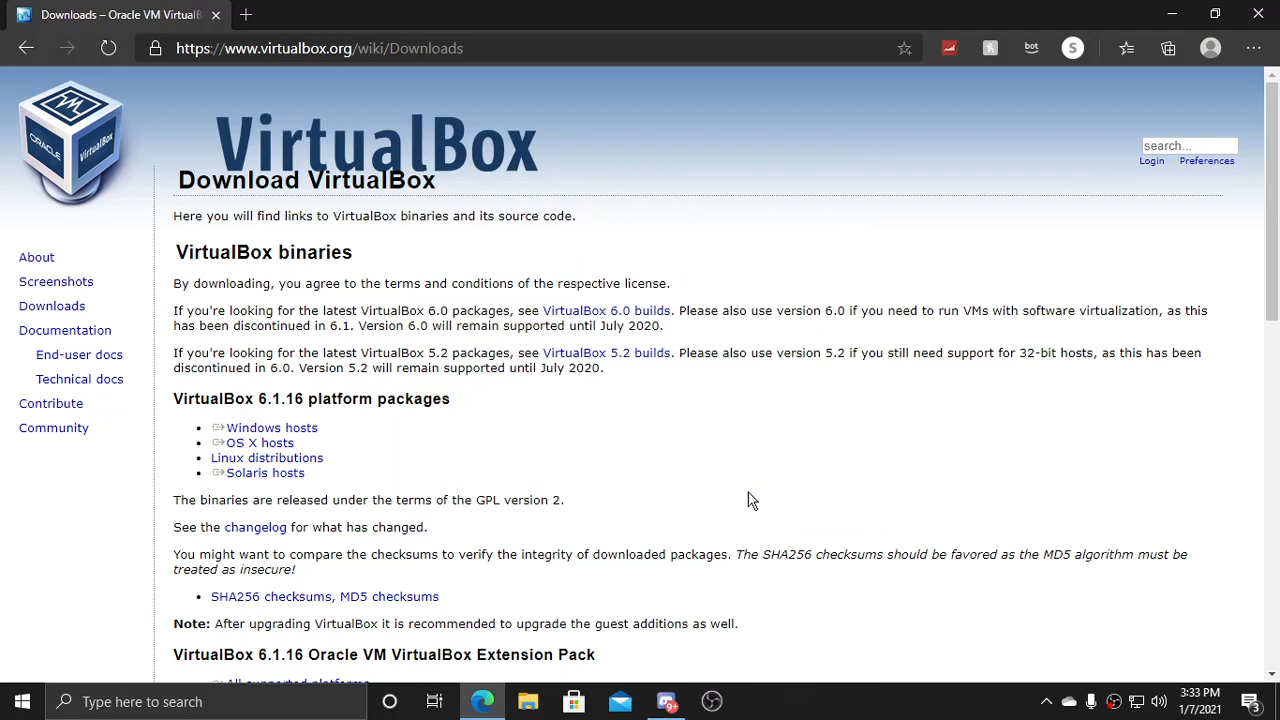 Downloads – Oracle VM VirtualB
https://www.virtualbox.org/wiki/Downloads
bot
S
VirtualBox
ORACLE
VirtualBox
search...
Login Preferences
Download VirtualBox
Here you will find links to VirtualBox binaries and its source code.
VirtualBox binaries
About
Screenshots
Downloads
Documentation
End-user docs
Technical docs
Contribute
Community
By downloading, you agree to the terms and conditions of the respective license.
If you're looking for the latest VirtualBox 6.0 packages, see VirtualBox 6.0 builds. Please also use version 6.0 if you need to run VMs with software virtualization, as this
has been discontinued in 6.1. Version 6.0 will remain supported until July 2020.
If you're looking for the latest VirtualBox 5.2 packages, see VirtualBox 5.2 builds. Please also use version 5.2 if you still need support for 32-bit hosts, as this has been
discontinued in 6.0. Version 5.2 will remain supported until July 2020.
VirtualBox 6.1.16 platform packages
Windows hosts
OS X hosts
Linux distributions
Solaris hosts
The binaries are released under the terms of the GPL version 2.
See the changelog for what has changed.
You might want to compare the checksums to verify the integrity of downloaded packages. The SHA256 checksums should be favored as the MD5 algorithm must be
treated as insecure!
SHA256 checksums, MD5 checksums
Note: After upgrading VirtualBox it is recommended to upgrade the guest additions as well.
VirtualBox 6.1.16 Oracle VM VirtualBox Extension Pack
All supported platforms
Type here to search
9+
3:33 PM
1/7/2021
3